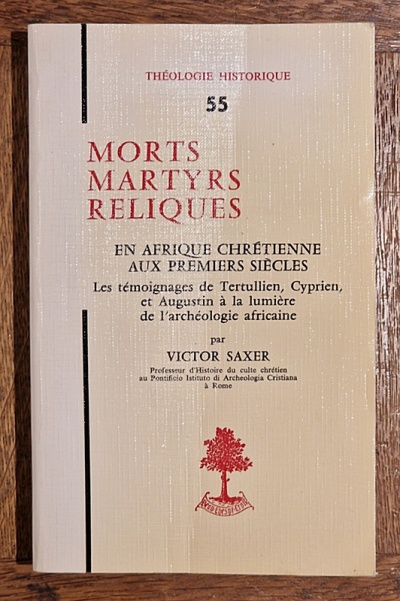 THÉOLOGIE HISTORIQUE
55
MORTS
MARTYRS
RELIQUES
EN AFRIQUE CHRÉTIENNE
AUX PREMIERS SIÈCLES
Les témoignages de Tertullien, Cyprien,
et Augustin à la lumière
de l'archéologie africaine
par
VICTOR SAXER
Professeur d'Histoire du culte chrétien
au Pontificio Istituto di Archeologia Cristiana
à Rome